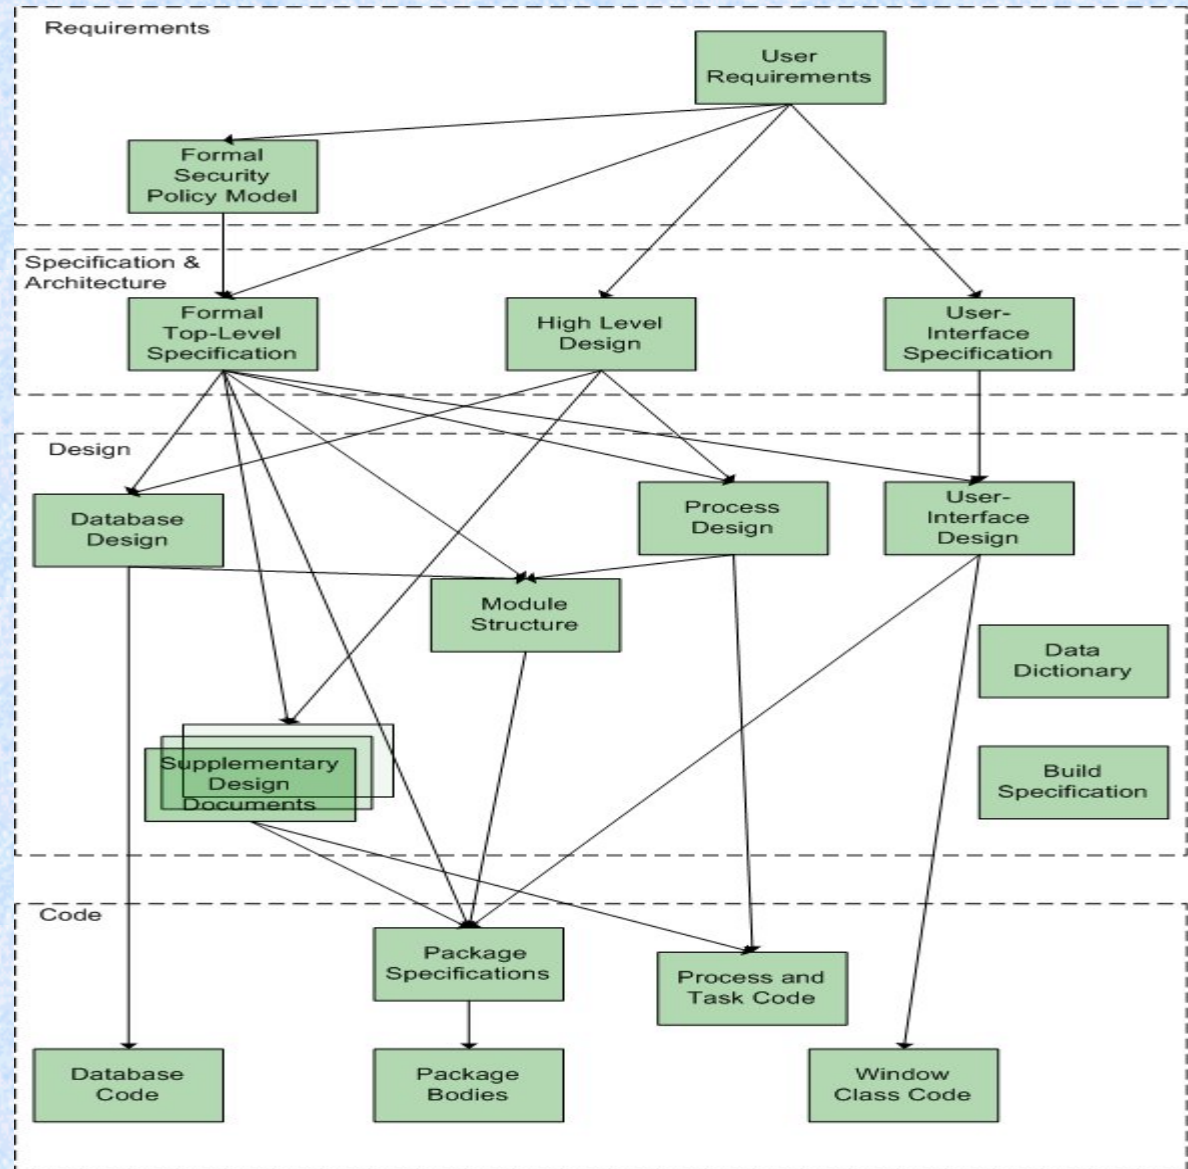 Requirements
User
Requirements
Formal
Security
Policy Model
Specification &
Architecture
Formal
Top-Level
Specification
High Level
Design
User-
Interface
Specification
Design
Database
Design
Process
Design
User-
Interface
Design
Module
Structure
Data
Dictionary
Supplementary
Design
Documents
Build
Specification
Code
Package
Specifications
Process and
Task Code
Database
Code
Package
Bodies
Window
Class Code